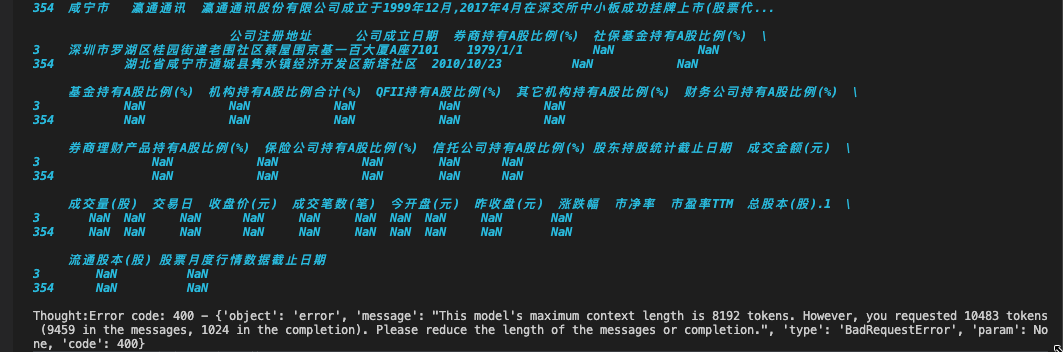 354 咸宁市 瀛通通讯 瀛通通讯股份有限公司成立于1999年12月,2017年4月在深交所中小板成功挂牌上市(股票代...
公司注册地址 公司成立日期 券商持有A股比例(%) 社保基金持有A股比例(%) \
3 深圳市罗湖区桂园街道老围社区蔡屋围京基一百大厦A座7101 1979/1/1 NaN NaN
354 湖北省咸宁市通城县隽水镇经济开发区新塔社区 2010/10/23 NaN NaN
基金持有A股比例(%) 机构持有A股比例合计(%) QFII持有A股比例(%) 其它机构持有A股比例(%) 财务公司持有A股比例(%) \
3 NaN NaN NaN NaN NaN
354 NaN NaN NaN NaN NaN
券商理财产品持有A股比例(%) 保险公司持有A股比例(%) 信托公司持有A股比例(%) 股东持股统计截止日期 成交金额(元) \
3 NaN NaN NaN NaN NaN
354 NaN NaN NaN NaN NaN
成交量(股) 交易日 收盘价(元) 成交笔数(笔) 今开盘(元) 昨收盘(元) 涨跌幅 市净率 市盈率TTM 总股本(股).1 \
3 NaN NaN NaN NaN NaN NaN NaN NaN NaN
354 NaN NaN NaN NaN NaN NaN NaN NaN NaN
流通股本(股) 股票月度行情数据截止日期
3 NaN NaN
354 NaN NaN
Thought:Error code: 400 - {'object': 'error', 'message': "This model's maximum context length is 8192 tokens. However, you requested 10483 tokens
(9459 in the messages, 1024 in the completion). Please reduce the length of the messages or completion.", 'type': 'BadRequestError', 'param': No
ne, 'code': 400}